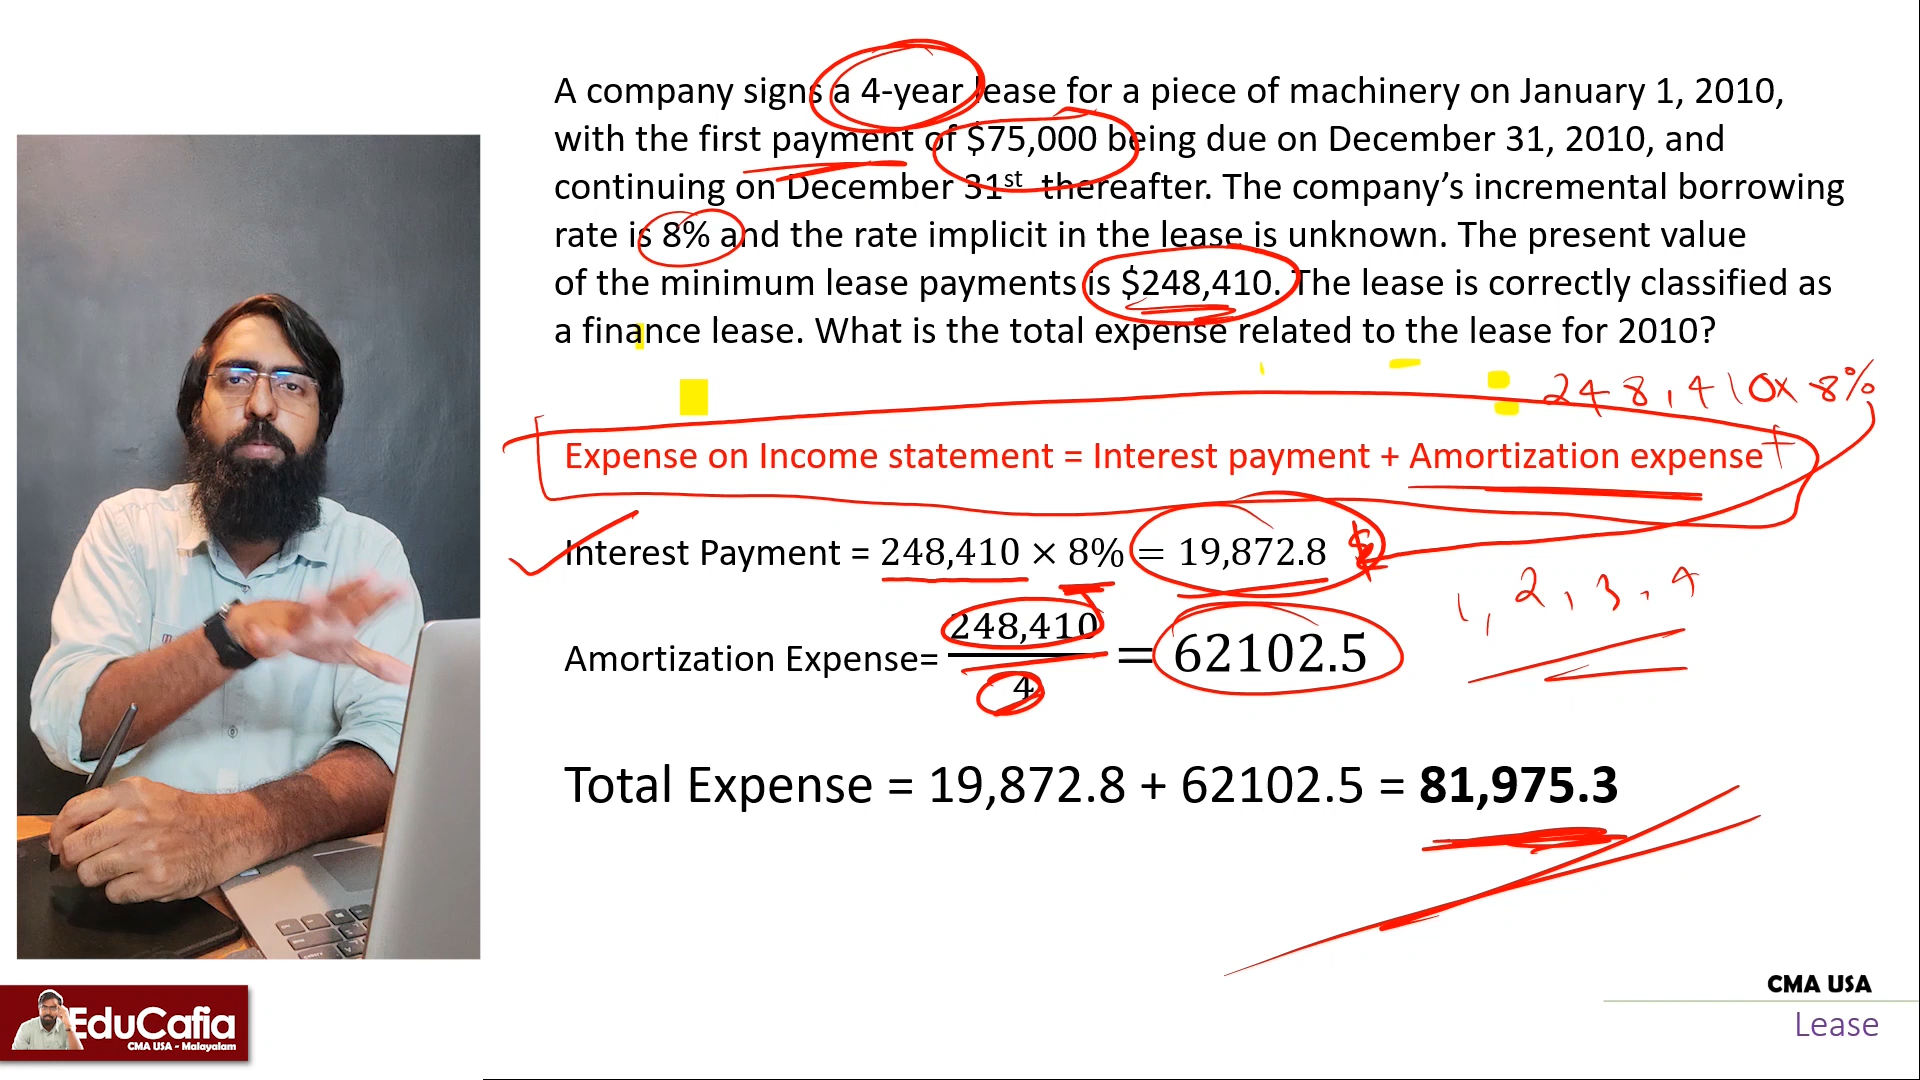 A company signs a 4-year lease for a piece of machinery on January 1, 2010,
with the first payment of $75,000 being due on December 31, 2010, and
continuing on December 31st thereafter. The company’s incremental borrowing
rate is 8% and the rate implicit in the lease is unknown. The present value
of the minimum lease payments is $248,410. The lease is correctly classified as
a finance lease. What is the total expense related to the lease for 2010?
248,410x 8%
Expense on Income statement = Interest payment + Amortization expense
Interest Payment = 248,410 × 8% = 19,872.8 $
1, 2, 3, 4
Amortization Expense= 248,410 / 4 = 62102.5
Total Expense = 19,872.8 + 62102.5 = 81,975.3
CMA USA
Lease
EduCafia
CMA USA - Malayalam